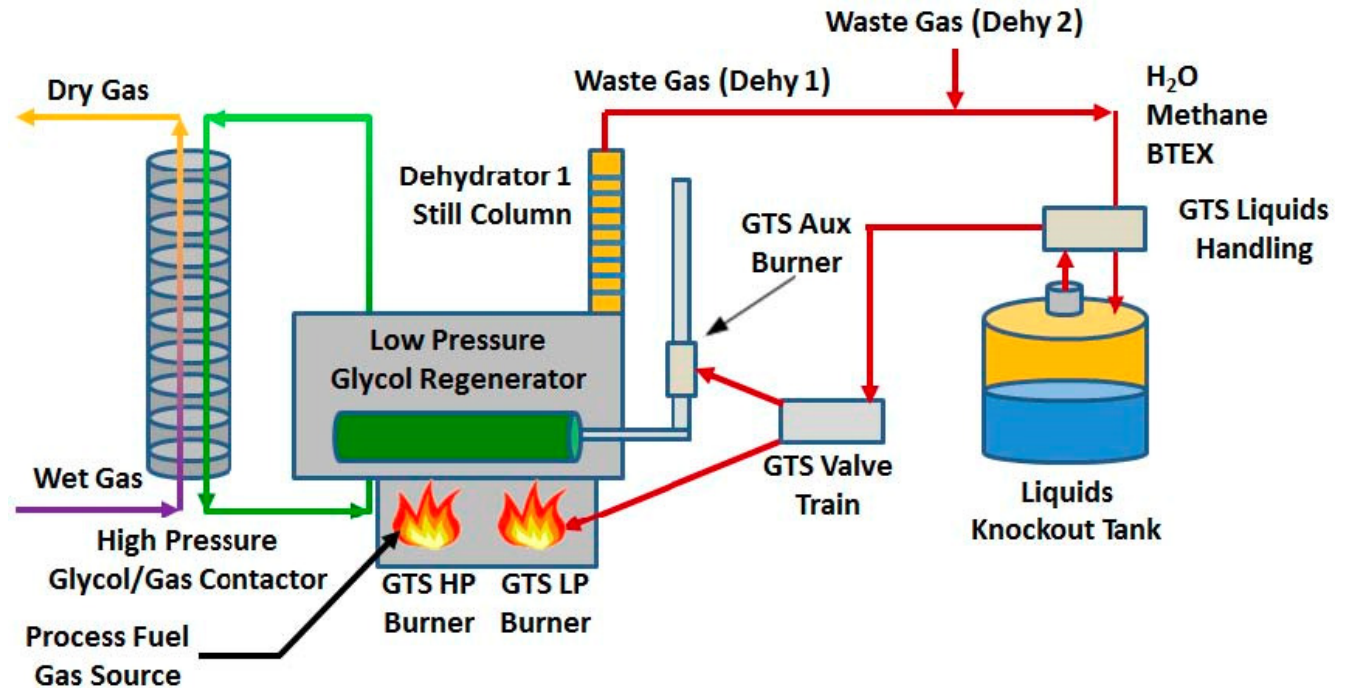 Waste Gas (Dehy 2)
Dry Gas
Waste Gas (Dehy 1)
H₂O
Methane
BTEX
Dehydrator 1
Still Column
GTS Aux
Burner
GTS Liquids
Handling
Low Pressure
Glycol Regenerator
Wet Gas
GTS Valve
Train
Liquids
Knockout Tank
High Pressure
Glycol/Gas Contactor
GTS HP
Burner
GTS LP
Burner
Process Fuel
Gas Source